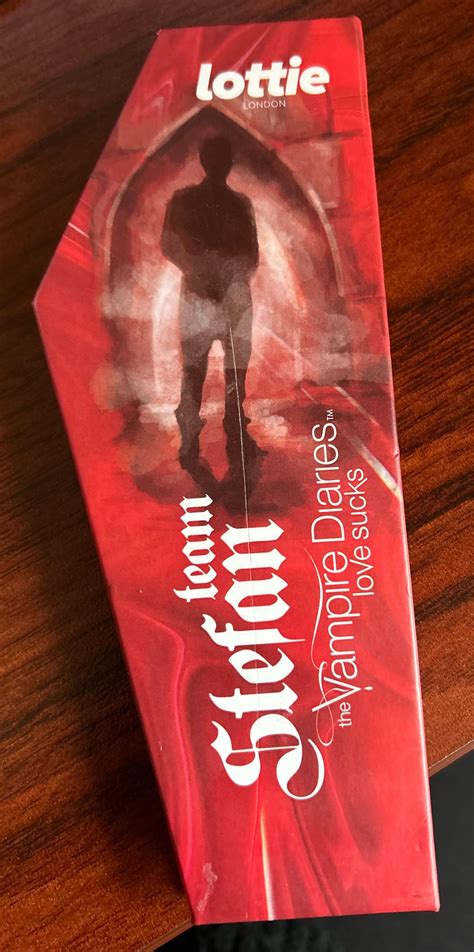 lottie
LONDON
team
Stefan
the Vampire Diaries™
love sucks